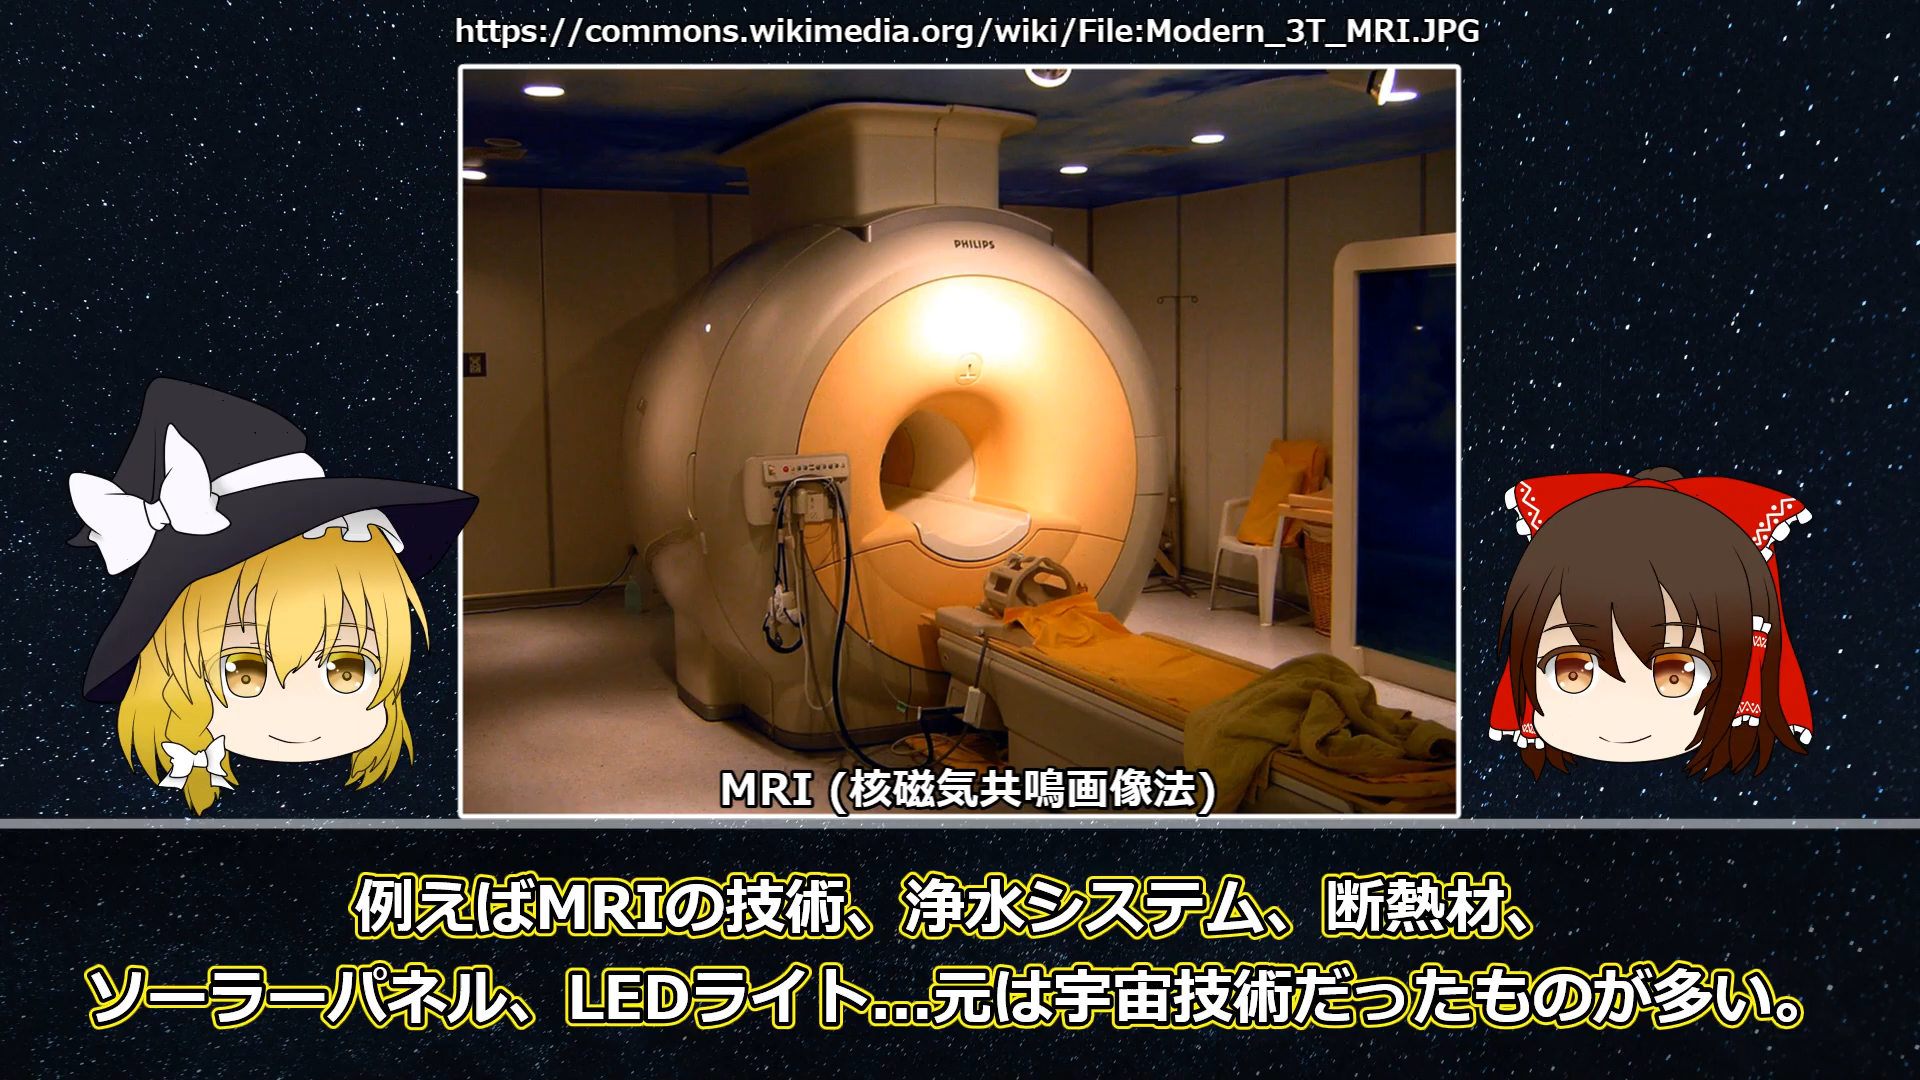 https://commons.wikimedia.org/wiki/File:Modern_3T_MRI.JPG
PHILIPS
MRI (核磁気共鳴画像法)
例えばMRIの技術、浄水システム、断熱材、
ソーラーパネル、LEDライト...元は宇宙技術だったものが多い。